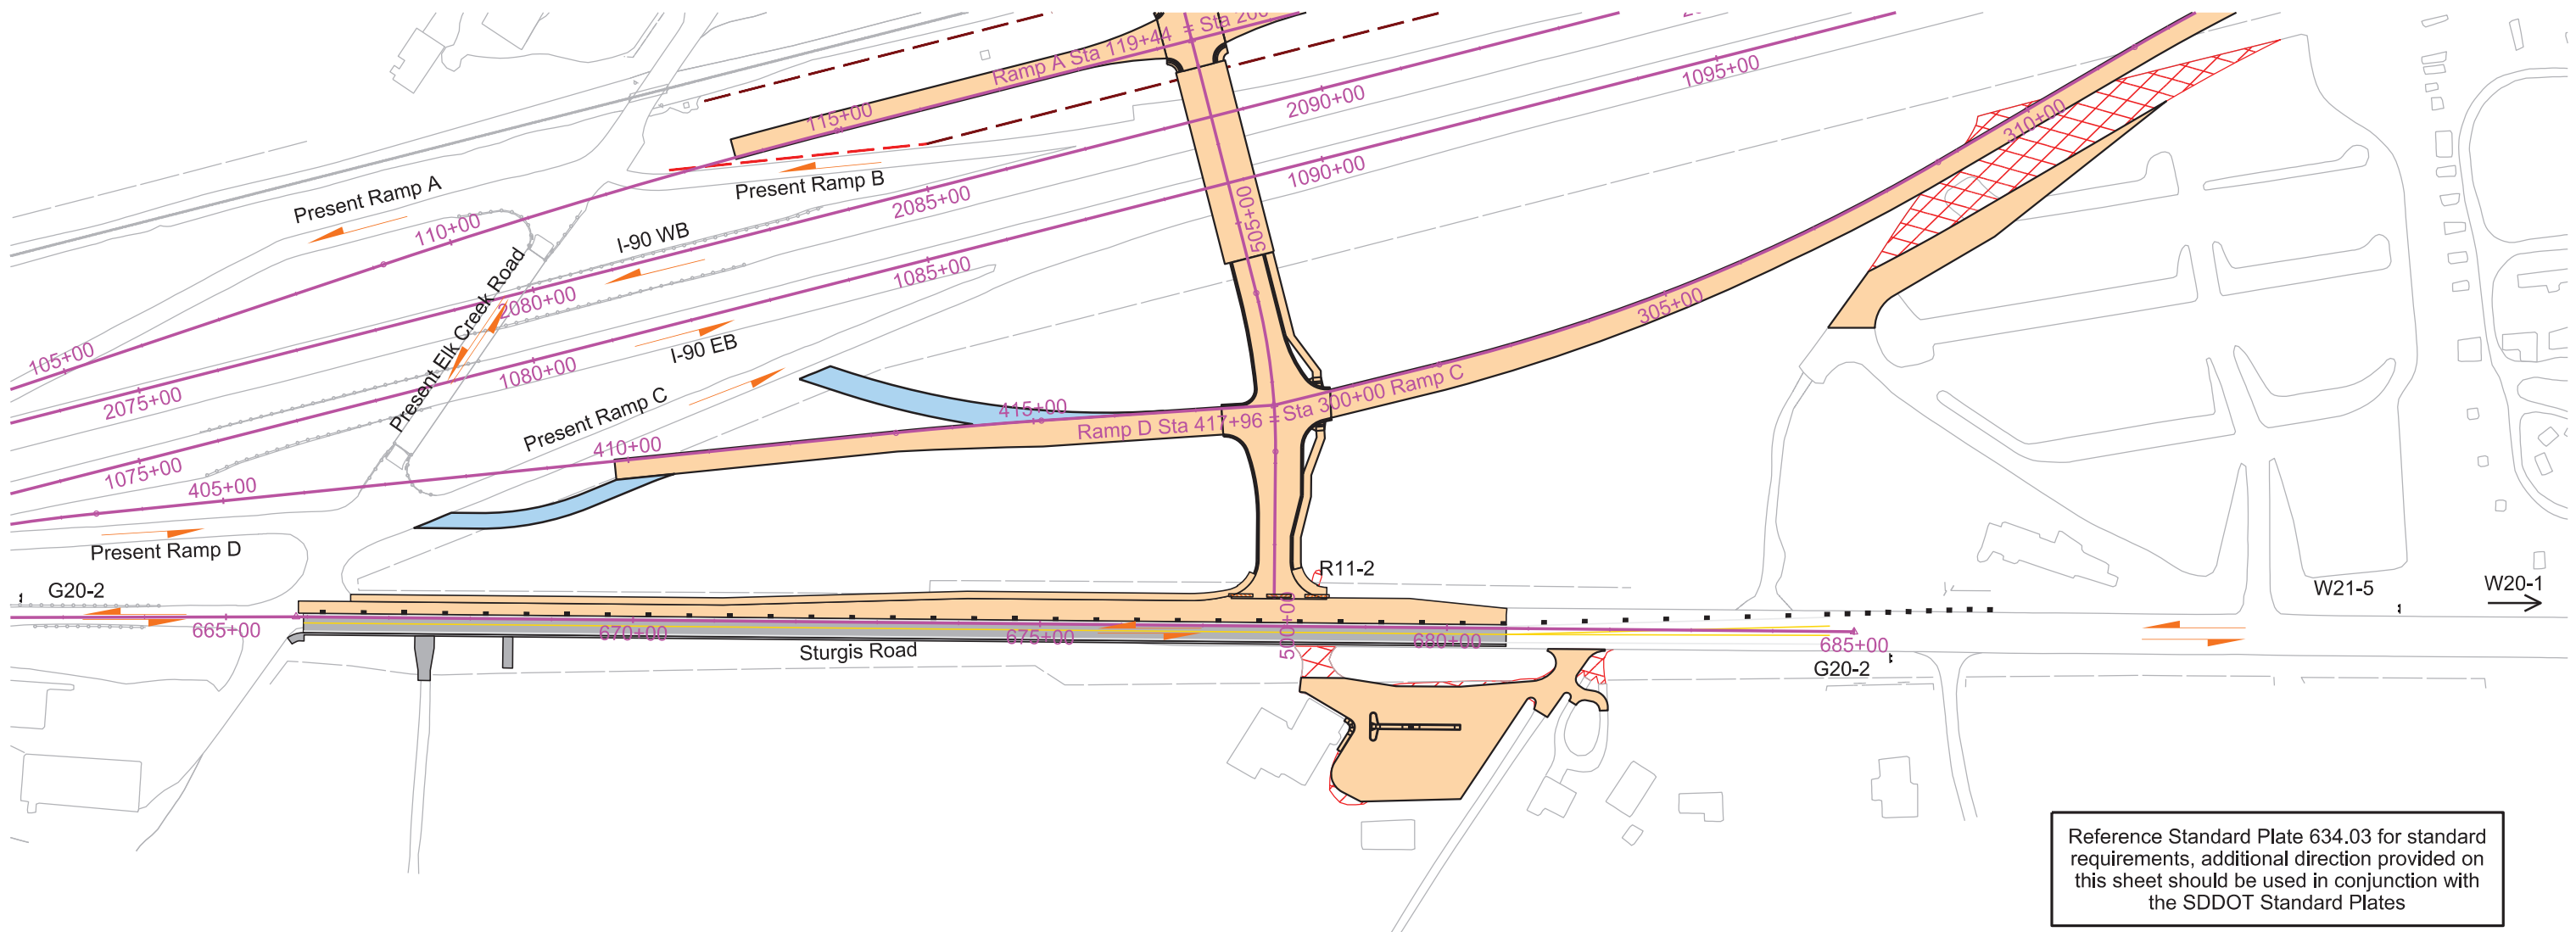 Ramp A Sta 119+44 = Sta 200
115+00
2090+00
1095+00
310+00
Present Ramp A
Present Ramp B
110+00
2085+00
1090+00
I-90 WB
505+00
Present Elk Creek Road
2080+00
1085+00
305+00
I-90 EB
105+00
2075+00
1080+00
Present Ramp C
415+00
Ramp D Sta 417+96 = Sta 300+00 Ramp C
410+00
1075+00
405+00
Present Ramp D
R11-2
G20-2
W21-5
W20-1
665+00
670+00
675+00
500+00
680+00
685+00
Sturgis Road
G20-2
Reference Standard Plate 634.03 for standard
requirements, additional direction provided on
this sheet should be used in conjunction with
the SDDOT Standard Plates